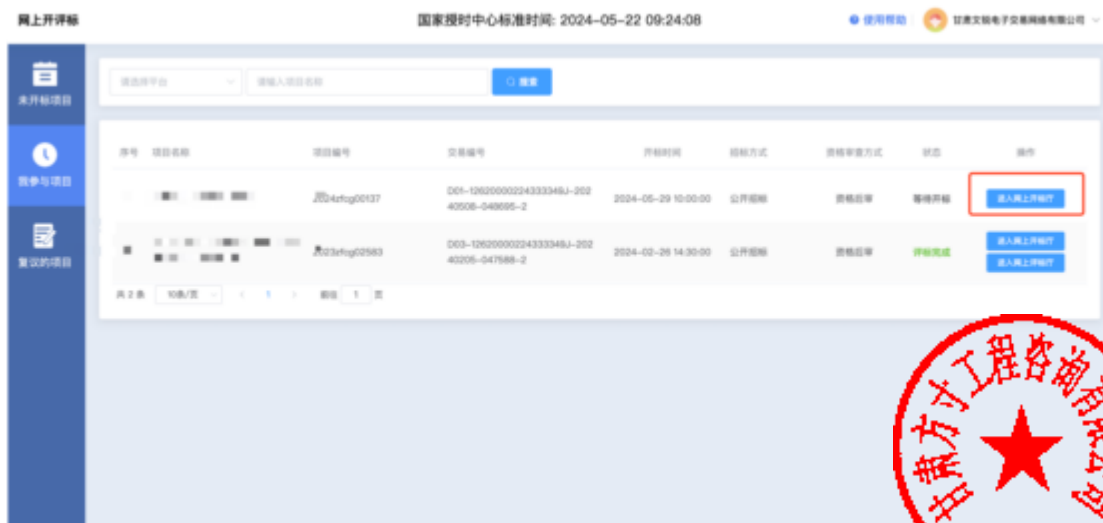 网上开评标
国家授时中心标准时间: 2024-05-22 09:24:08
使用帮助
甘肃文锐电子交易网络有限公司
未开标项目
我参与项目
复议的项目
请选择平台
请输入项目名称
搜索
序号 项目名称 项目编号 交易编号 开标时间 招标方式 资格审查方式 状态 操作
2024zfcg00137 D01-12620000224333349J-202 2024-05-29 10:00:00 公开招标 资格后审 等待开标 进入网上开标厅
40508-048695-2
2023zfcg02563 D03-12620000224333349J-202 2024-02-26 14:30:00 公开招标 资格后审 评标完成 进入网上开标厅
40205-047588-2 进入网上开标厅
共 2 条 10条/页 1 前往 1 页
甘肃方寸工程咨询有限公司